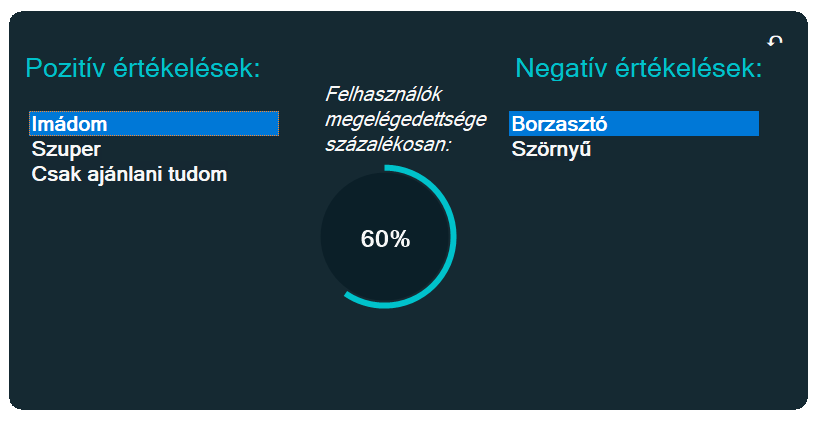 Pozitív értékelések:
Imádom
Szuper
Csak ajánlani tudom
Felhasználók
megelégedettsége
százalékosan:
60%
Negatív értékelések:
Borzasztó
Szörnyű